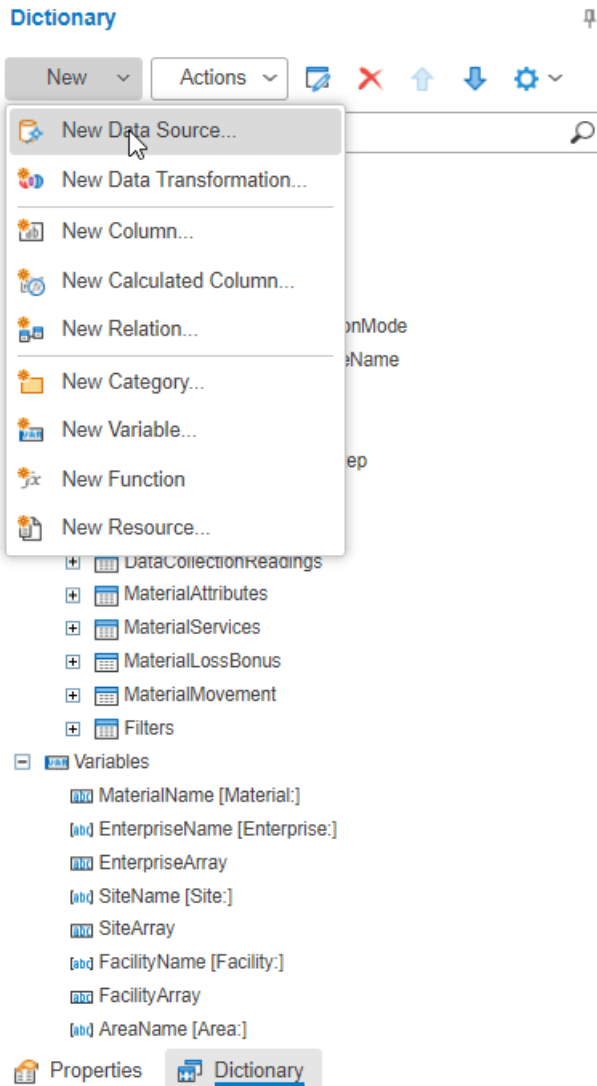 Dictionary
New Actions
New Data Source...
New Data Transformation...
New Column...
New Calculated Column...
onMode
New Relation...
eName
New Category...
New Variable...
ep
New Function
New Resource...
DataCollectionReadings
MaterialAttributes
MaterialServices
MaterialLossBonus
MaterialMovement
Filters
Variables
MaterialName [Material:]
EnterpriseName [Enterprise:]
EnterpriseArray
SiteName [Site:]
SiteArray
FacilityName [Facility:]
FacilityArray
AreaName [Area:]
Properties Dictionary